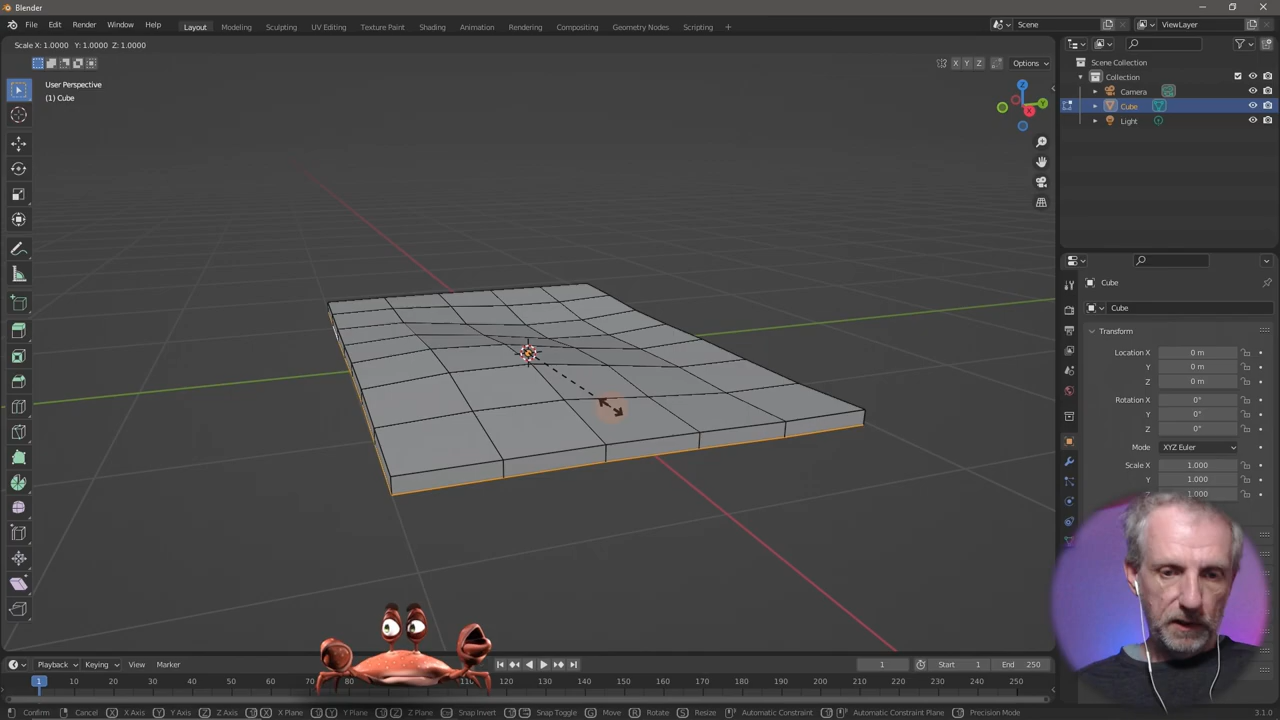 Blender
File Edit Render Window Help
Layout Modeling Sculpting UV Editing Texture Paint Shading Animation Rendering Compositing Geometry Nodes Scripting +
Scene
ViewLayer
Scale X: 1.0000 Y: 1.0000 Z: 1.0000
X Y Z
Options
User Perspective
(1) Cube
Z
Y
X
Scene Collection
Collection
Camera
Cube
Light
Cube
Cube
Transform
Location X 0 m
Y 0 m
Z 0 m
Rotation X 0°
Y 0°
Z 0°
Mode XYZ Euler
Scale X 1.000
Y 1.000
Z 1.000
Playback Keying View Marker
1
Start 1
End 250
1 10 20 30 40 50 60 70 110 120 130 140 150 160 170 180 190 200 210 220 230 240 250
Confirm Cancel X Axis Y Axis Z Axis X Plane Y Plane Z Plane Snap Invert Snap Toggle Move Rotate Resize Automatic Constraint Automatic Constraint Plane Precision Mode
3.1.0